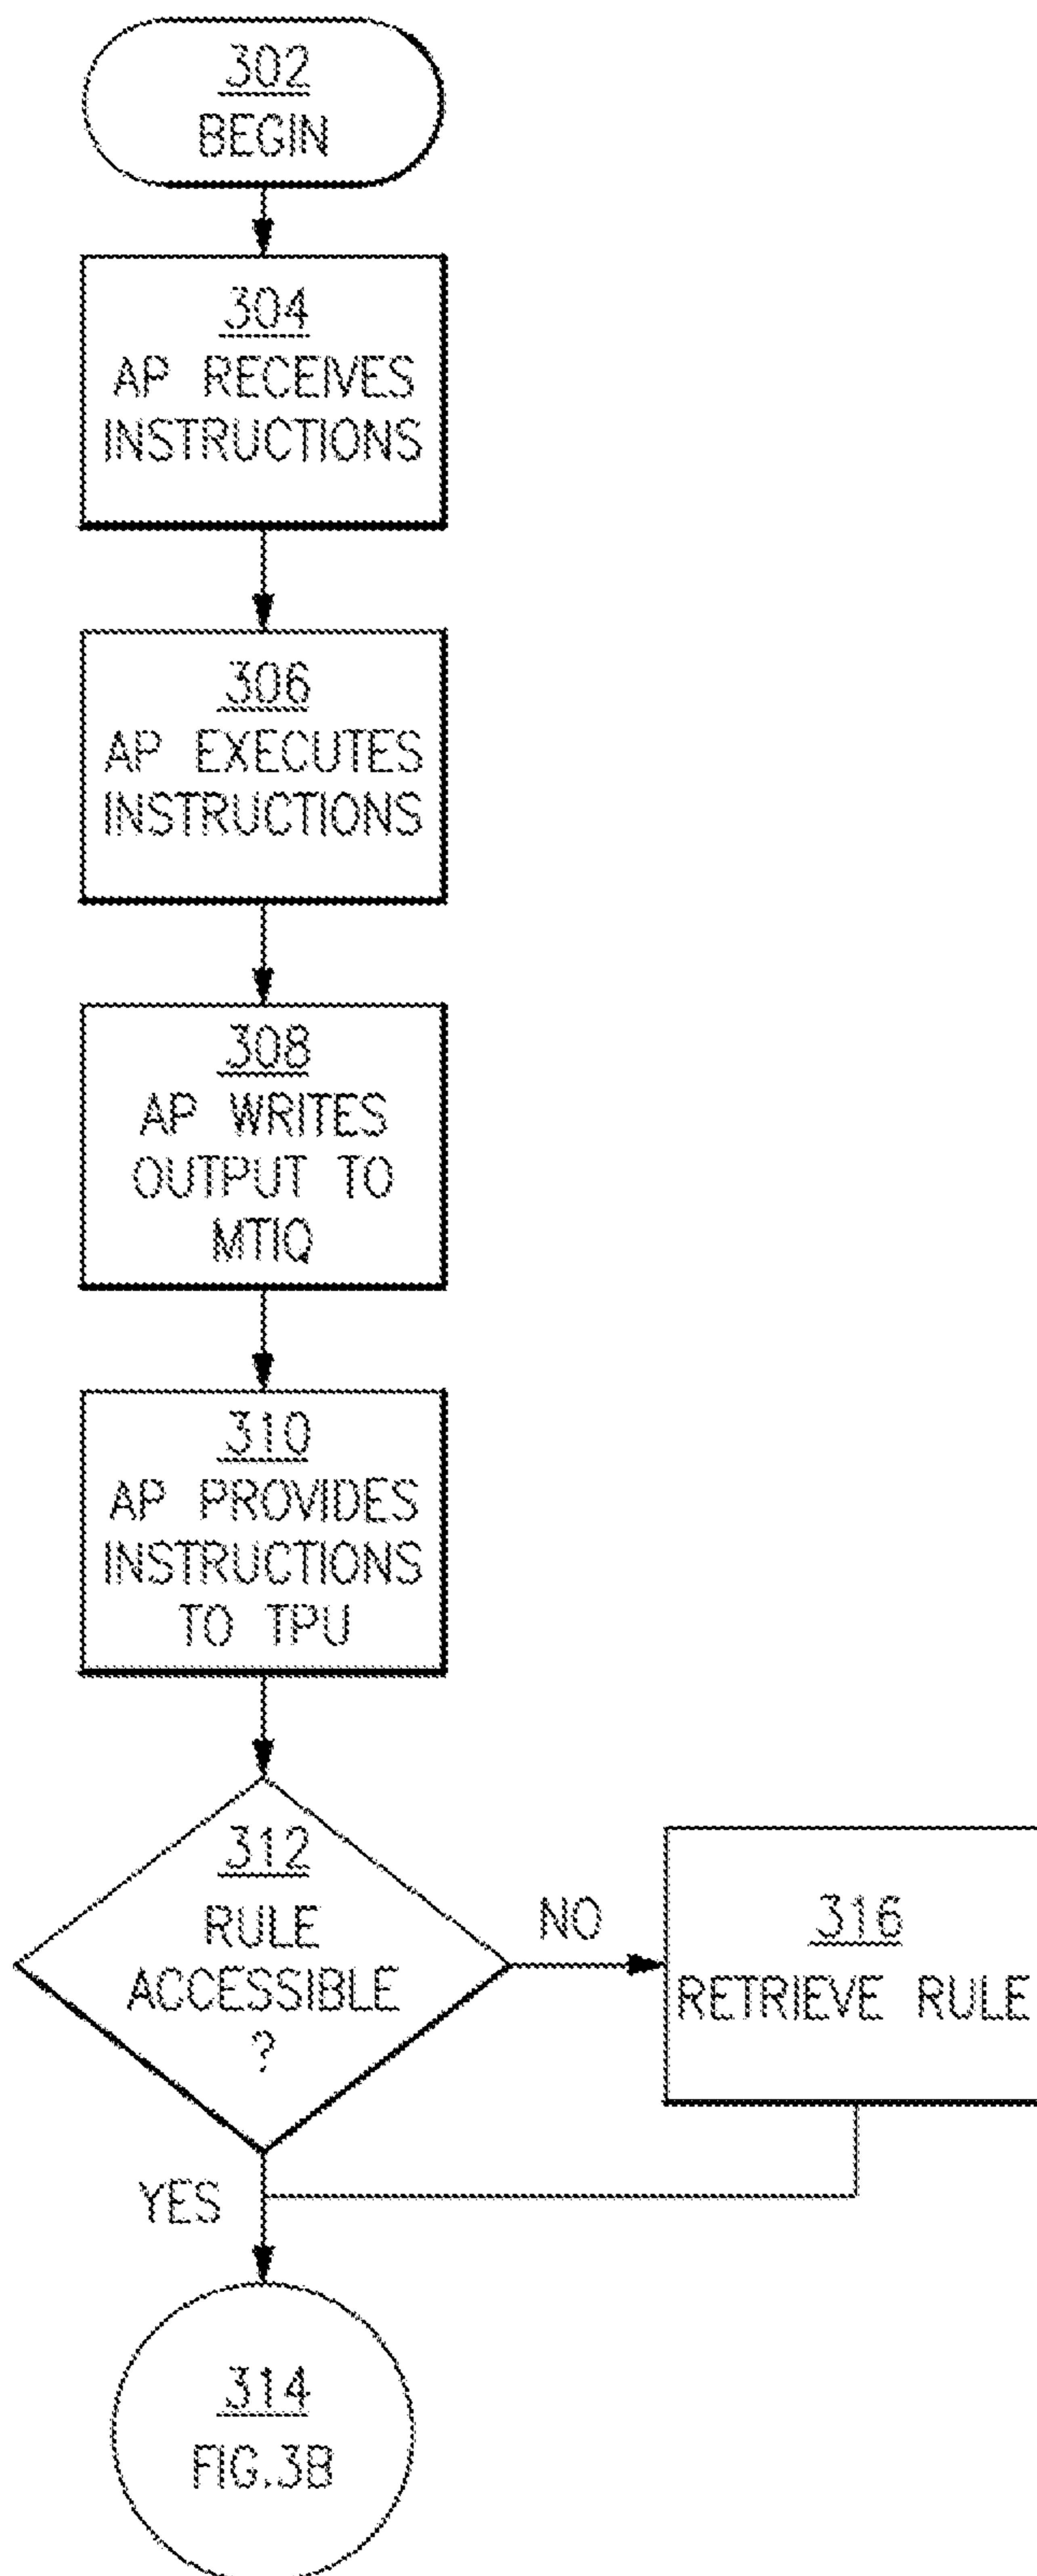 302
BEGIN
304
AP RECEIVES
INSTRUCTIONS
306
AP EXECUTES
INSTRUCTIONS
308
AP WRITES
OUTPUT TO
MTIQ
310
AP PROVIDES
INSTRUCTIONS
TO TPU
312
RULE
ACCESSIBLE
?
NO
316
RETRIEVE RULE
YES
314
FIG.3B